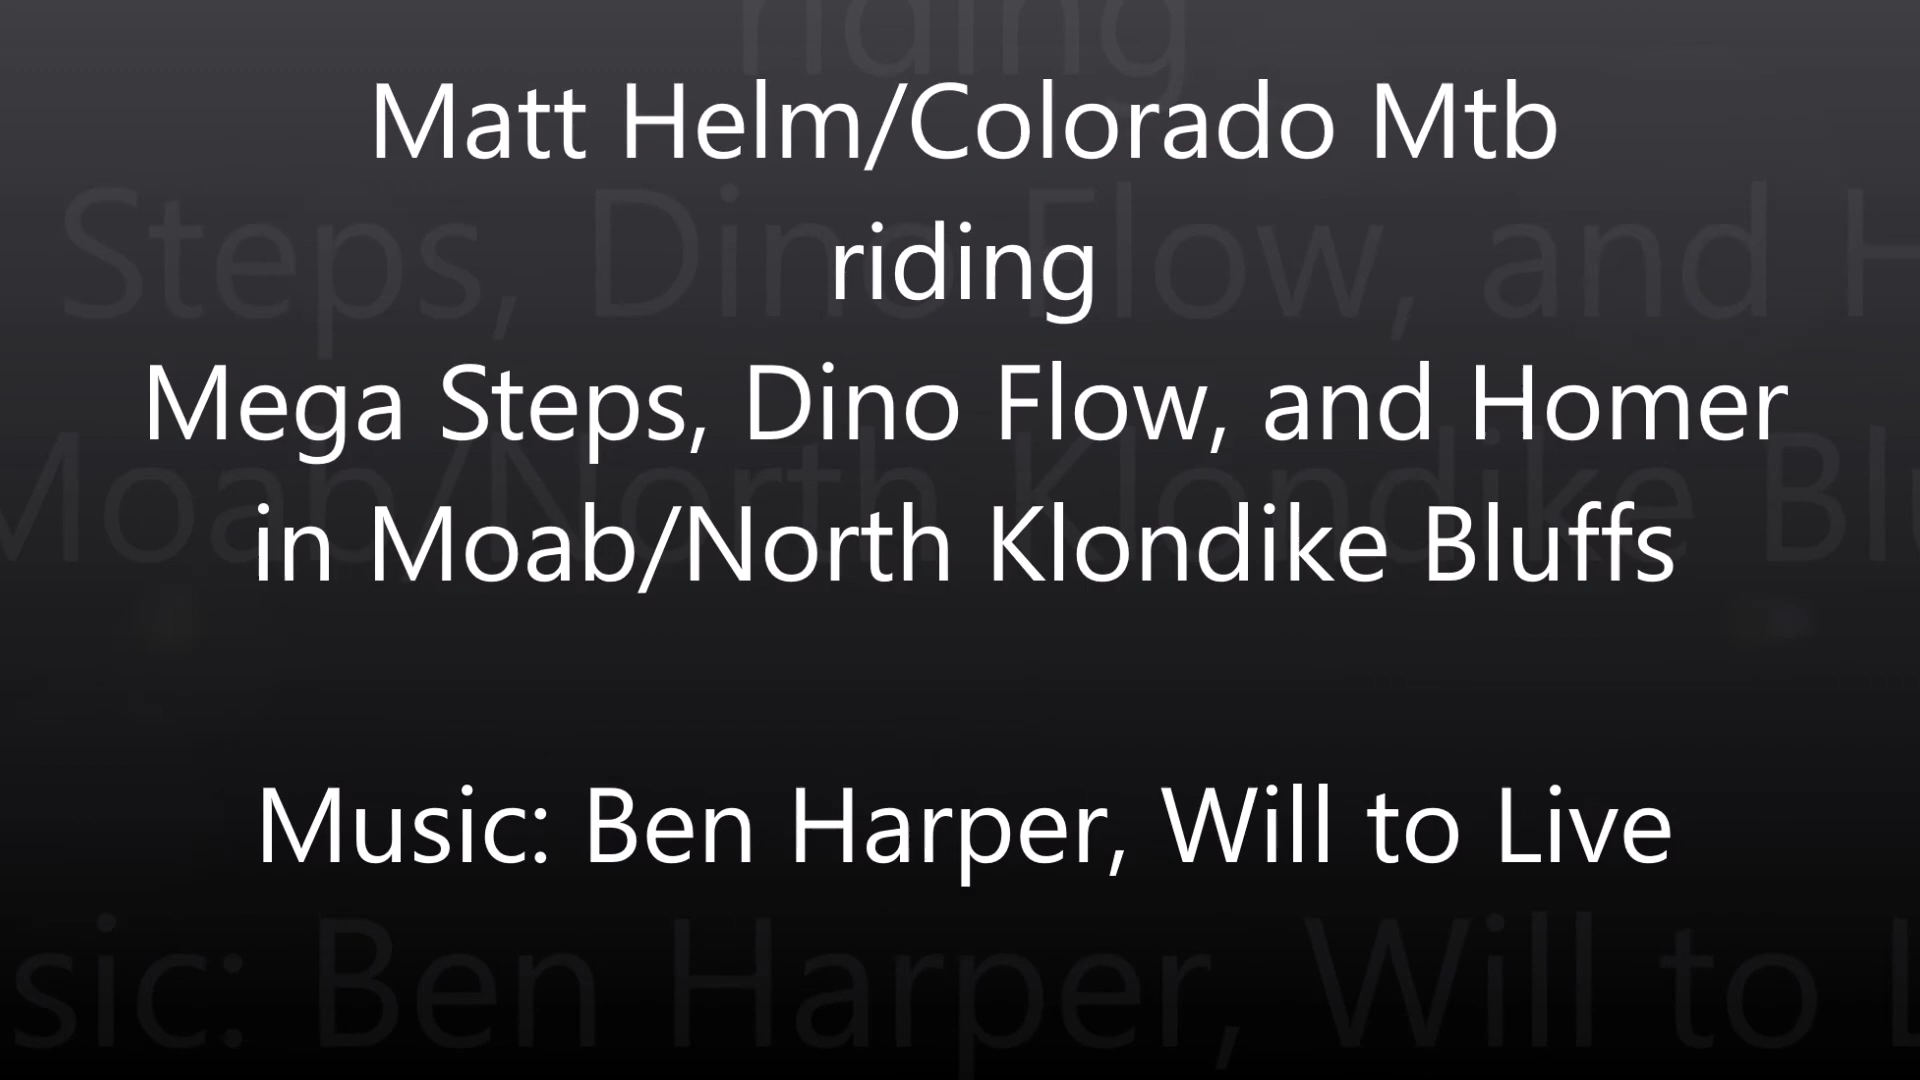 Matt Helm/Colorado Mtb
riding
Mega Steps, Dino Flow, and Homer
in Moab/North Klondike Bluffs
Music: Ben Harper, Will to Live